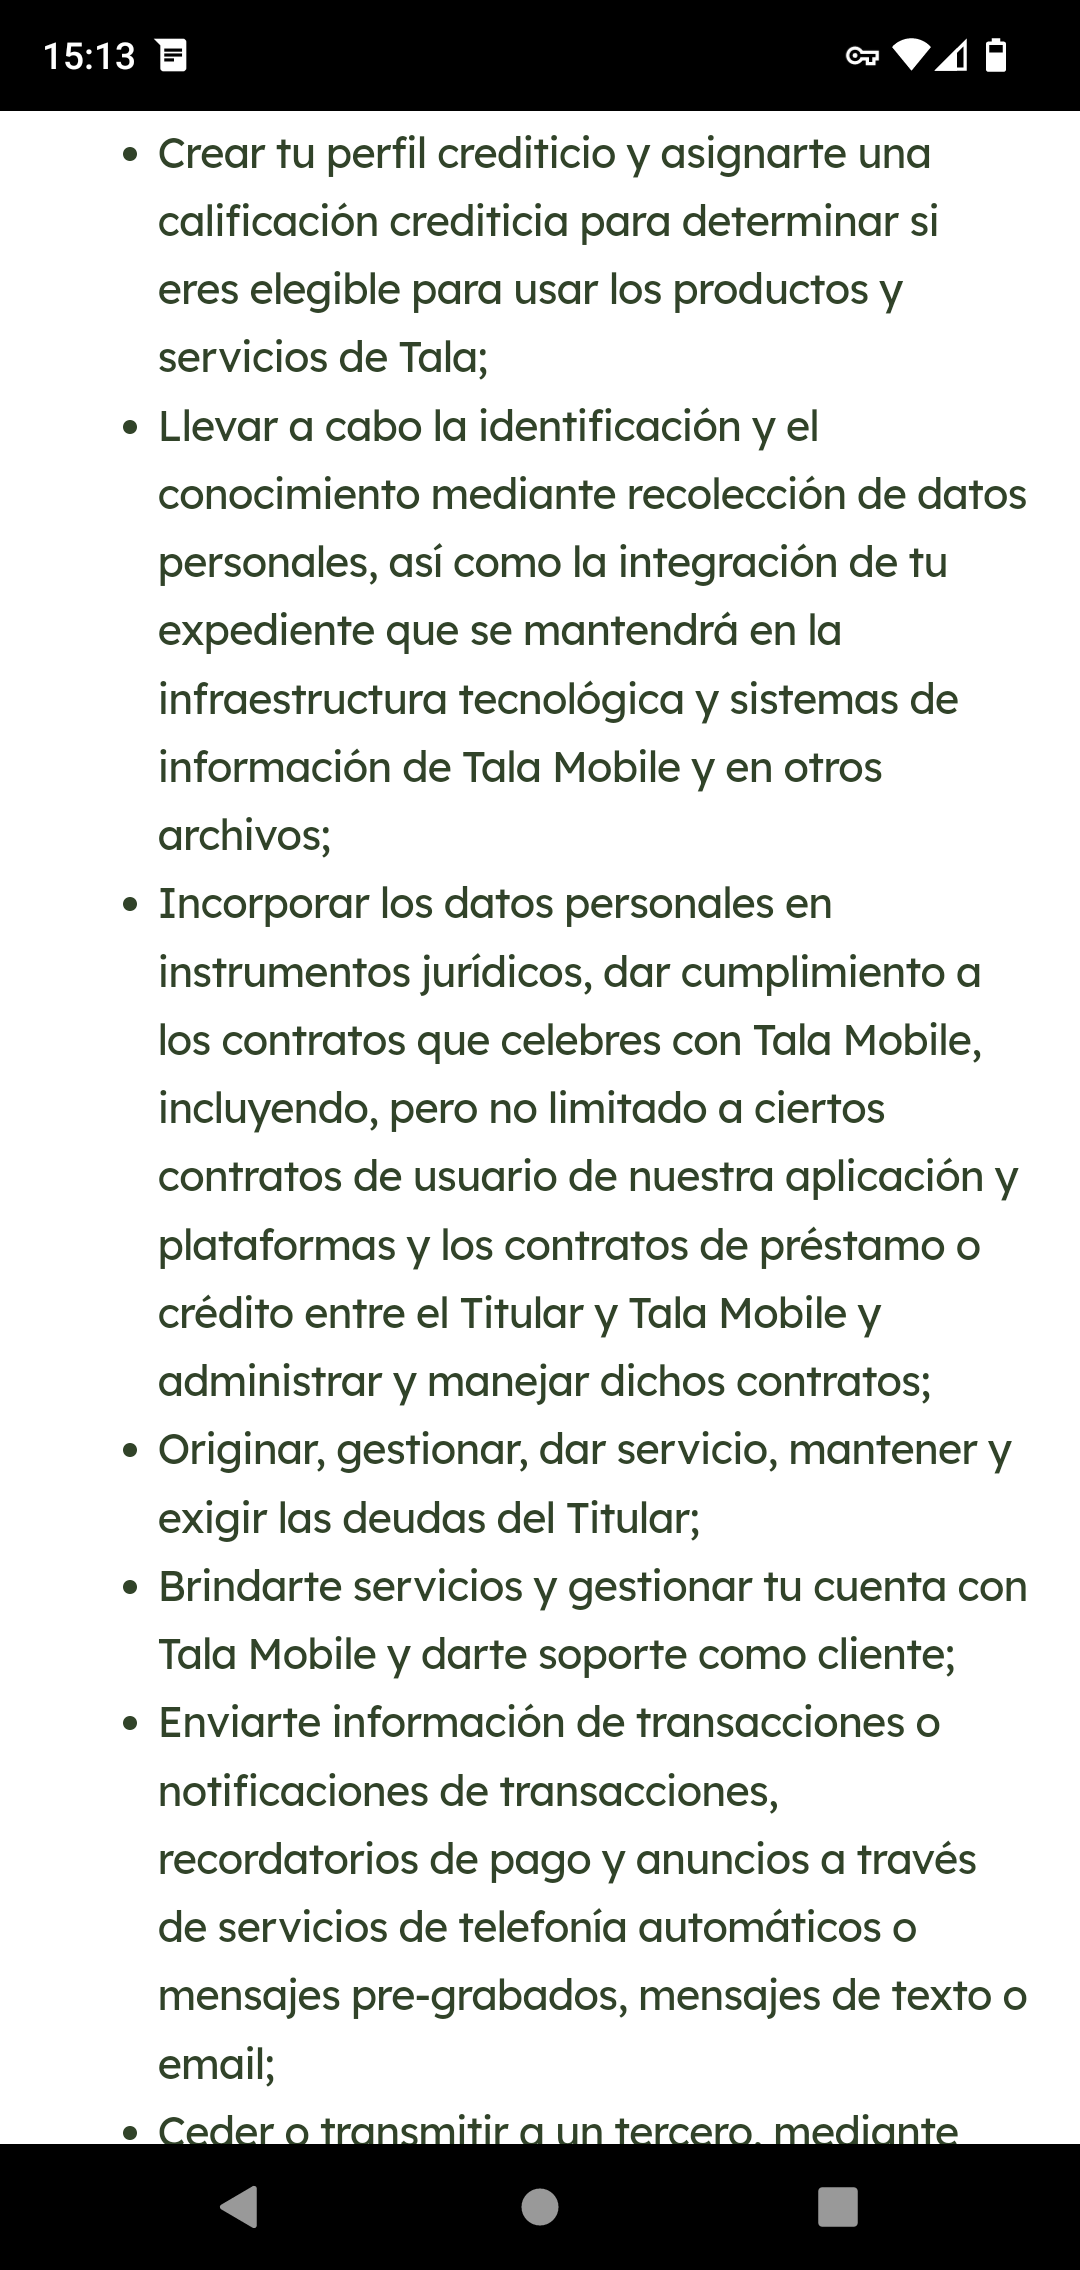 15:13
• Crear tu perfil crediticio y asignarte una
calificación crediticia para determinar si
eres elegible para usar los productos y
servicios de Tala;
• Llevar a cabo la identificación y el
conocimiento mediante recolección de datos
personales, así como la integración de tu
expediente que se mantendrá en la
infraestructura tecnológica y sistemas de
información de Tala Mobile y en otros
archivos;
• Incorporar los datos personales en
instrumentos jurídicos, dar cumplimiento a
los contratos que celebres con Tala Mobile,
incluyendo, pero no limitado a ciertos
contratos de usuario de nuestra aplicación y
plataformas y los contratos de préstamo o
crédito entre el Titular y Tala Mobile y
administrar y manejar dichos contratos;
• Originar, gestionar, dar servicio, mantener y
exigir las deudas del Titular;
• Brindarte servicios y gestionar tu cuenta con
Tala Mobile y darte soporte como cliente;
• Enviarte información de transacciones o
notificaciones de transacciones,
recordatorios de pago y anuncios a través
de servicios de telefonía automáticos o
mensajes pre-grabados, mensajes de texto o
email;
• Ceder o transmitir a un tercero, mediante